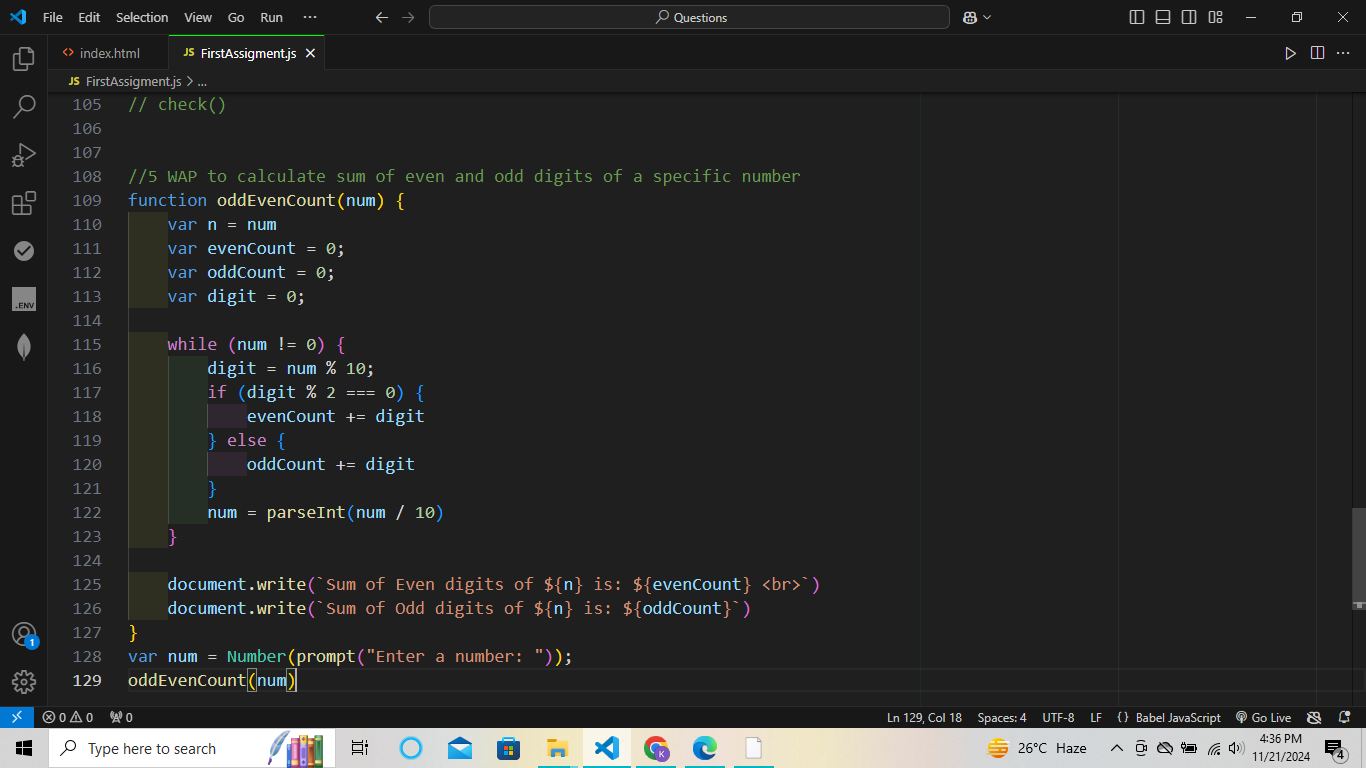 File Edit Selection View Go Run ··· Questions
index.html JS FirstAssigment.js
JS FirstAssigment.js > ...
105 // check()
106
107
108 //5 WAP to calculate sum of even and odd digits of a specific number
109 function oddEvenCount(num) {
110 var n = num
111 var evenCount = 0;
112 var oddCount = 0;
113 var digit = 0;
114
115 while (num != 0) {
116 digit = num % 10;
117 if (digit % 2 === 0) {
118 evenCount += digit
119 } else {
120 oddCount += digit
121 }
122 num = parseInt(num / 10)
123 }
124
125 document.write(`Sum of Even digits of ${n} is: ${evenCount} <br>`)
126 document.write(`Sum of Odd digits of ${n} is: ${oddCount}`)
127 }
128 var num = Number(prompt("Enter a number: "));
129 oddEvenCount(num)
.ENV
1
0 0 0 Ln 129, Col 18 Spaces: 4 UTF-8 LF {} Babel JavaScript Go Live
Type here to search K 26°C Haze 4:36 PM
11/21/2024 4